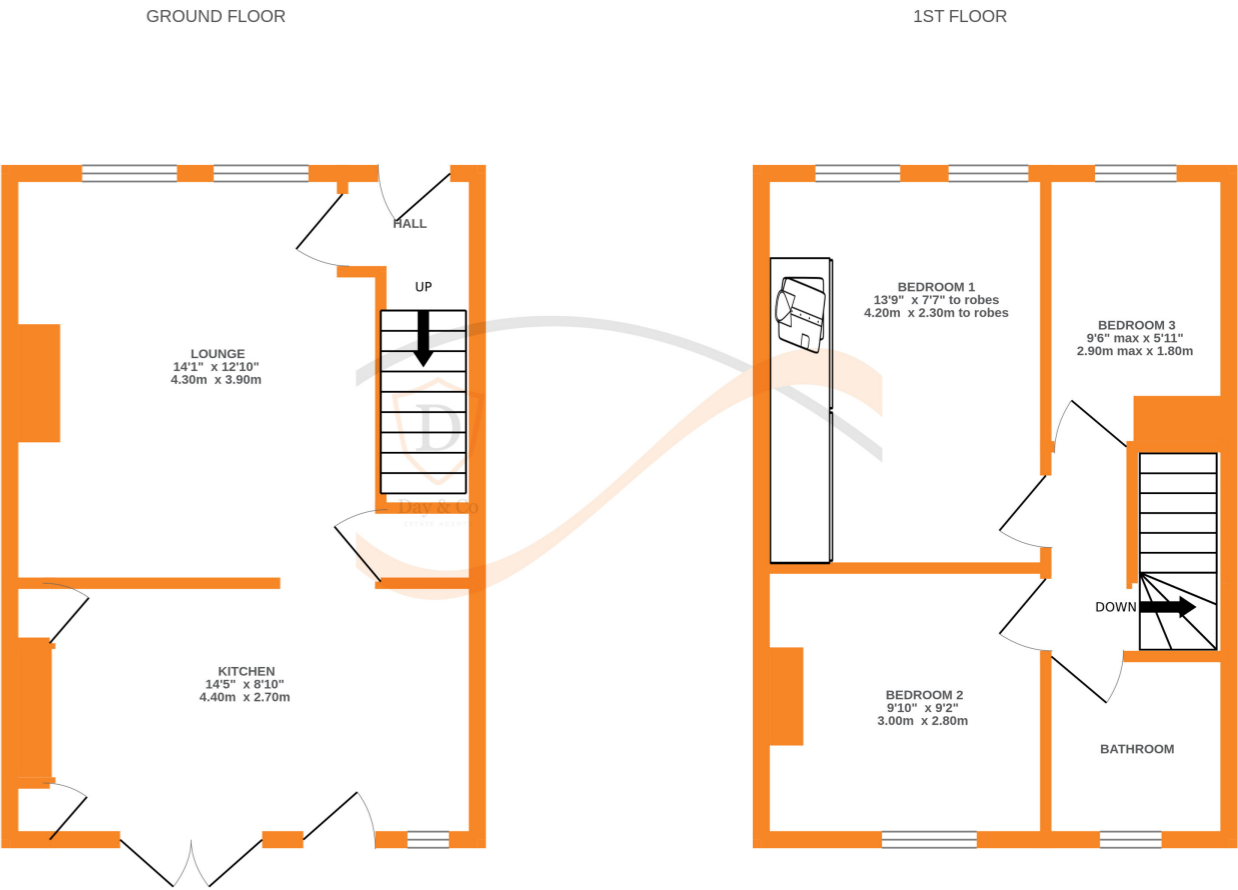 GROUND FLOOR
1ST FLOOR
HALL
UP
LOUNGE
14'1" x 12'10"
4.30m x 3.90m
D
Day & Co
KITCHEN
14'5" x 8'10"
4.40m x 2.70m
BEDROOM 1
13'9" x 7'7" to robes
4.20m x 2.30m to robes
BEDROOM 3
9'6" max x 5'11"
2.90m max x 1.80m
DOWN
BEDROOM 2
9'10" x 9'2"
3.00m x 2.80m
BATHROOM